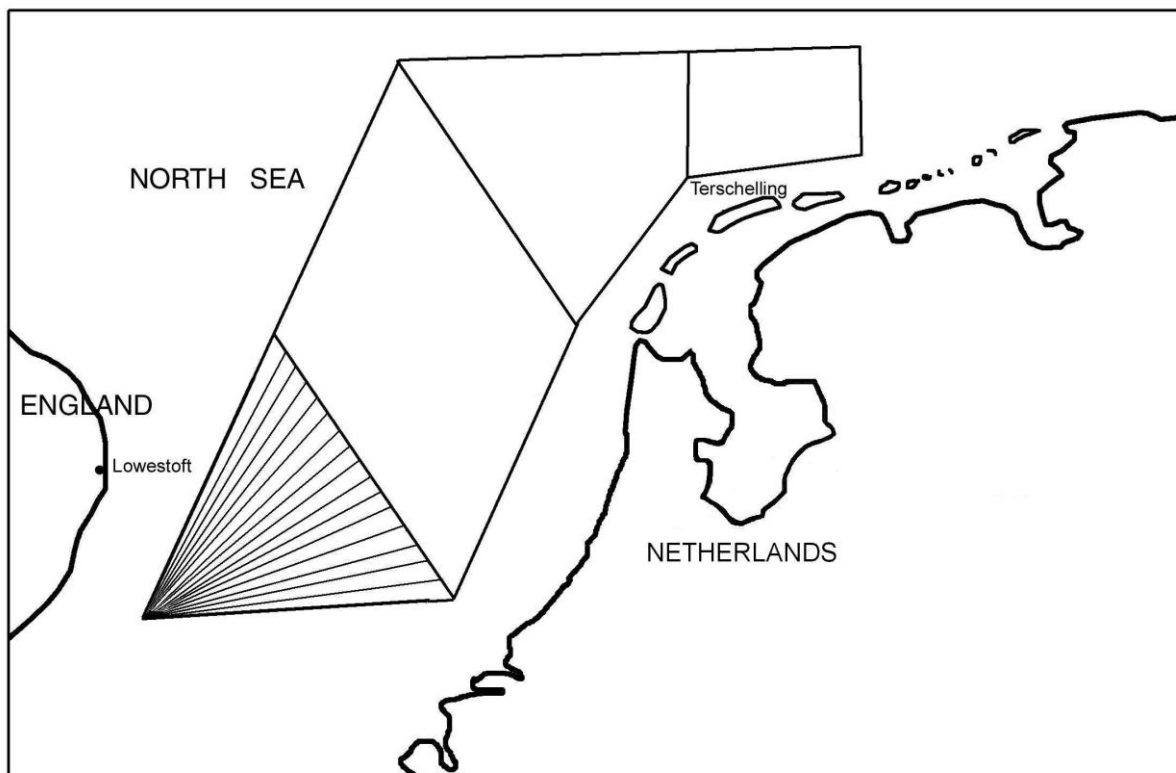 NORTH SEA
Terschelling
ENGLAND
Lowestoft
NETHERLANDS